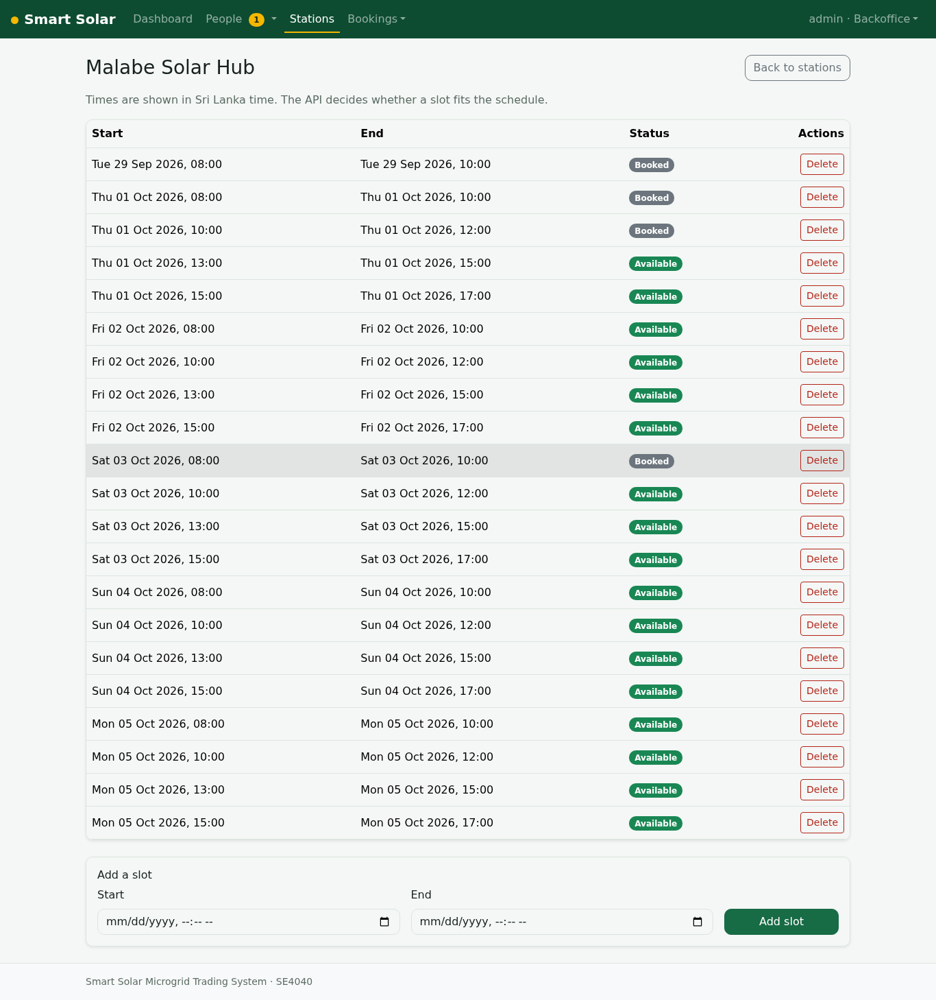 Smart Solar Dashboard People 1 Stations Bookings admin · Backoffice
Malabe Solar Hub Back to stations
Times are shown in Sri Lanka time. The API decides whether a slot fits the schedule.
Start End Status Actions
Tue 29 Sep 2026, 08:00 Tue 29 Sep 2026, 10:00 Booked Delete
Thu 01 Oct 2026, 08:00 Thu 01 Oct 2026, 10:00 Booked Delete
Thu 01 Oct 2026, 10:00 Thu 01 Oct 2026, 12:00 Booked Delete
Thu 01 Oct 2026, 13:00 Thu 01 Oct 2026, 15:00 Available Delete
Thu 01 Oct 2026, 15:00 Thu 01 Oct 2026, 17:00 Available Delete
Fri 02 Oct 2026, 08:00 Fri 02 Oct 2026, 10:00 Available Delete
Fri 02 Oct 2026, 10:00 Fri 02 Oct 2026, 12:00 Available Delete
Fri 02 Oct 2026, 13:00 Fri 02 Oct 2026, 15:00 Available Delete
Fri 02 Oct 2026, 15:00 Fri 02 Oct 2026, 17:00 Available Delete
Sat 03 Oct 2026, 08:00 Sat 03 Oct 2026, 10:00 Booked Delete
Sat 03 Oct 2026, 10:00 Sat 03 Oct 2026, 12:00 Available Delete
Sat 03 Oct 2026, 13:00 Sat 03 Oct 2026, 15:00 Available Delete
Sat 03 Oct 2026, 15:00 Sat 03 Oct 2026, 17:00 Available Delete
Sun 04 Oct 2026, 08:00 Sun 04 Oct 2026, 10:00 Available Delete
Sun 04 Oct 2026, 10:00 Sun 04 Oct 2026, 12:00 Available Delete
Sun 04 Oct 2026, 13:00 Sun 04 Oct 2026, 15:00 Available Delete
Sun 04 Oct 2026, 15:00 Sun 04 Oct 2026, 17:00 Available Delete
Mon 05 Oct 2026, 08:00 Mon 05 Oct 2026, 10:00 Available Delete
Mon 05 Oct 2026, 10:00 Mon 05 Oct 2026, 12:00 Available Delete
Mon 05 Oct 2026, 13:00 Mon 05 Oct 2026, 15:00 Available Delete
Mon 05 Oct 2026, 15:00 Mon 05 Oct 2026, 17:00 Available Delete
Add a slot
Start End
mm/dd/yyyy, --:-- -- mm/dd/yyyy, --:-- -- Add slot
Smart Solar Microgrid Trading System · SE4040